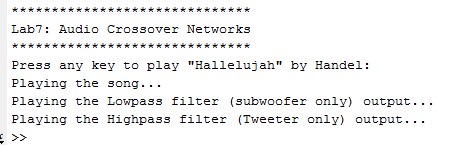 ******************************
Lab7: Audio Crossover Networks
******************************
Press any key to play "Hallelujah" by Handel:
Playing the song...
Playing the Lowpass filter (subwoofer only) output...
Playing the Highpass filter (Tweeter only) output...
>>